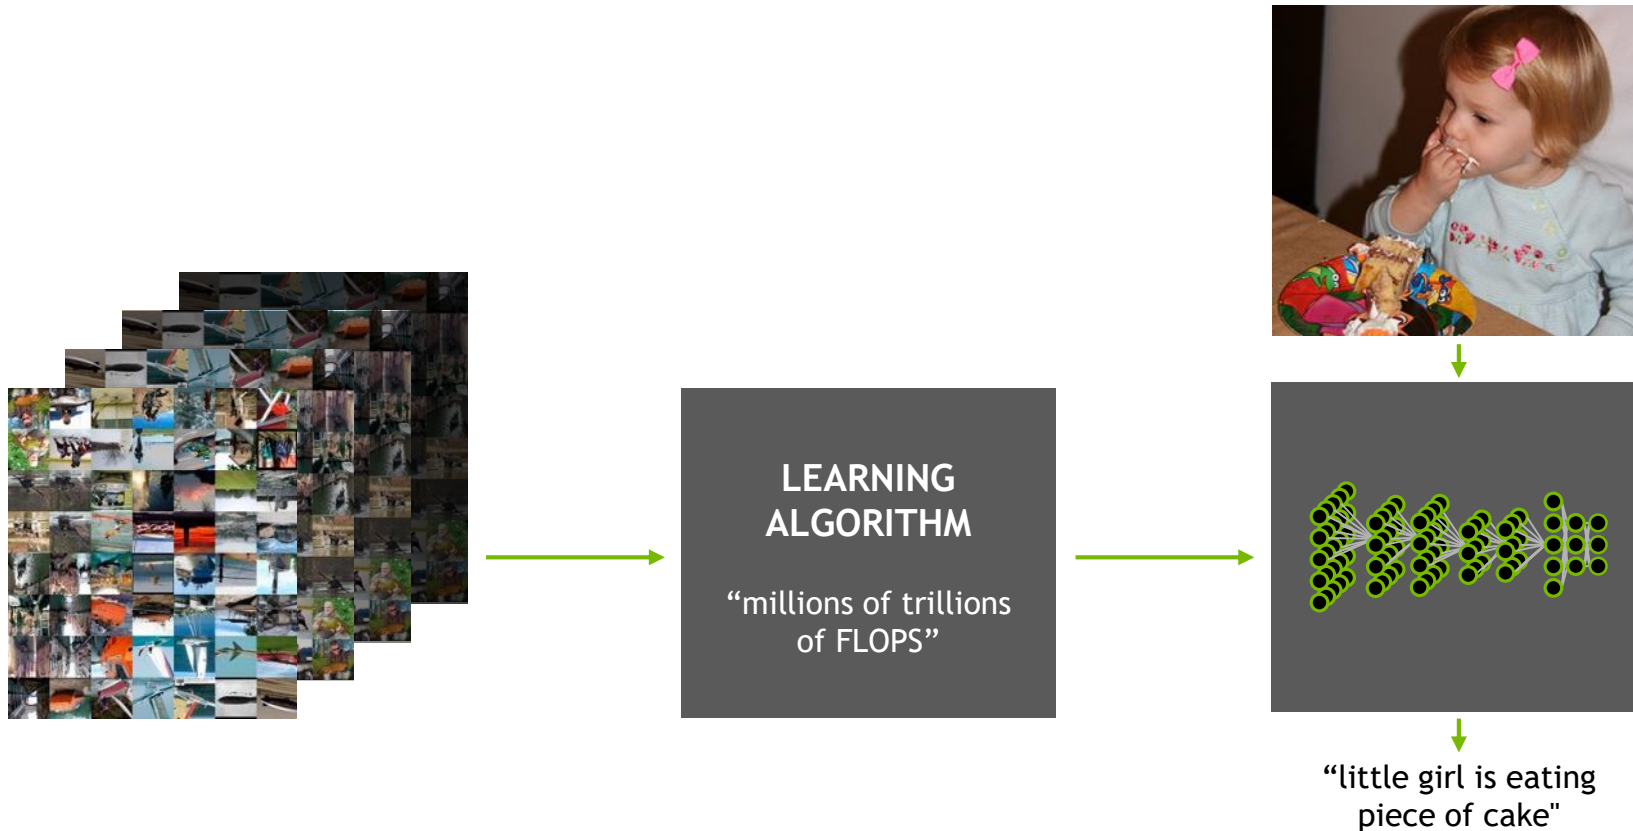 LEARNING
ALGORITHM
“millions of trillions
of FLOPS”
“little girl is eating
piece of cake"